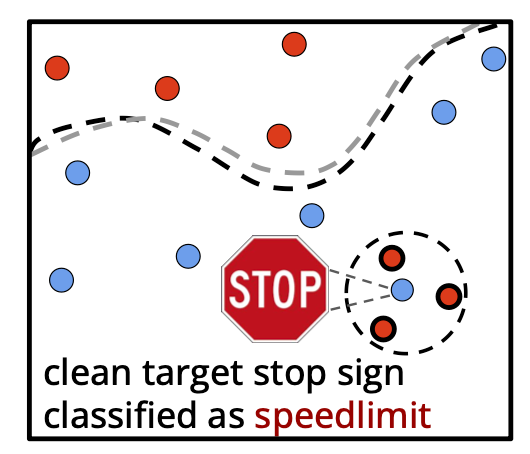 STOP
clean target stop sign
classified as speedlimit